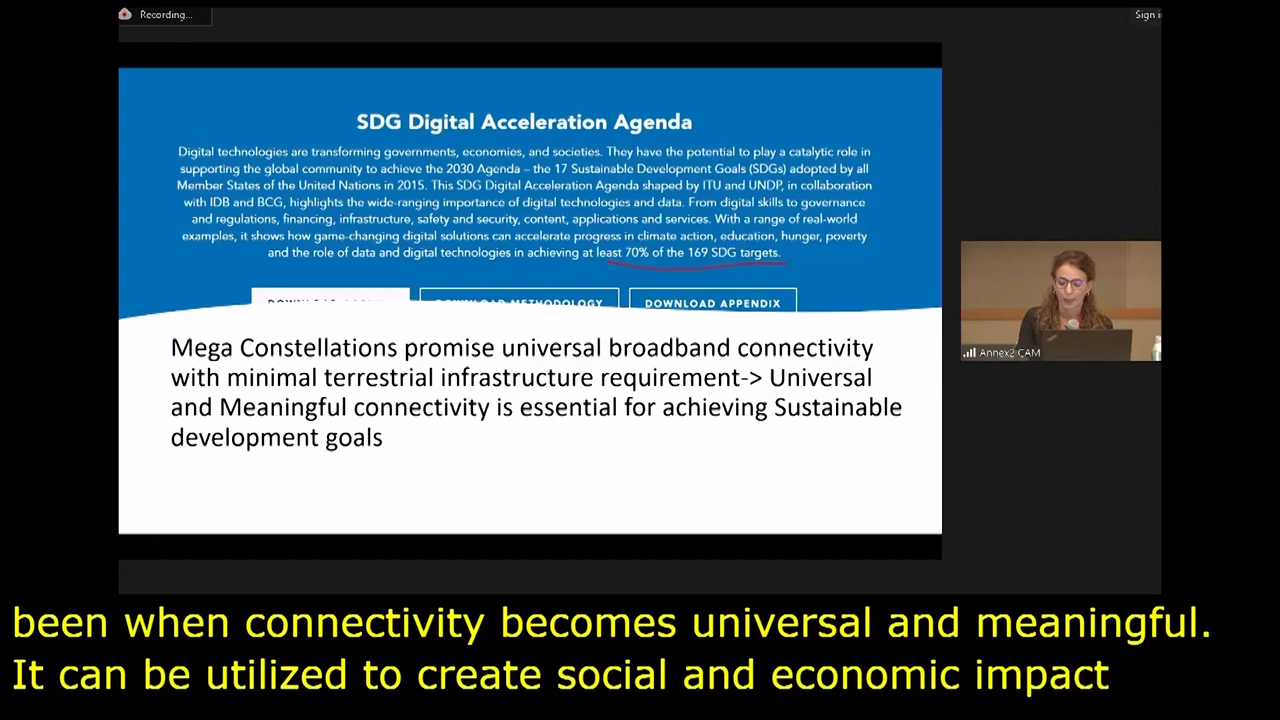 Recording...
Sign i
SDG Digital Acceleration Agenda
Digital technologies are transforming governments, economies, and societies. They have the potential to play a catalytic role in
supporting the global community to achieve the 2030 Agenda – the 17 Sustainable Development Goals (SDGs) adopted by all
Member States of the United Nations in 2015. This SDG Digital Acceleration Agenda shaped by ITU and UNDP, in collaboration
with IDB and BCG, highlights the wide-ranging importance of digital technologies and data. From digital skills to governance
and regulations, financing, infrastructure, safety and security, content, applications and services. With a range of real-world
examples, it shows how game-changing digital solutions can accelerate progress in climate action, education, hunger, poverty
and the role of data and digital technologies in achieving at least 70% of the 169 SDG targets.
DOWNLOAD METHODOLOGY
DOWNLOAD APPENDIX
Mega Constellations promise universal broadband connectivity
with minimal terrestrial infrastructure requirement-> Universal
and Meaningful connectivity is essential for achieving Sustainable
development goals
Annex2 CAM
been when connectivity becomes universal and meaningful.
It can be utilized to create social and economic impact